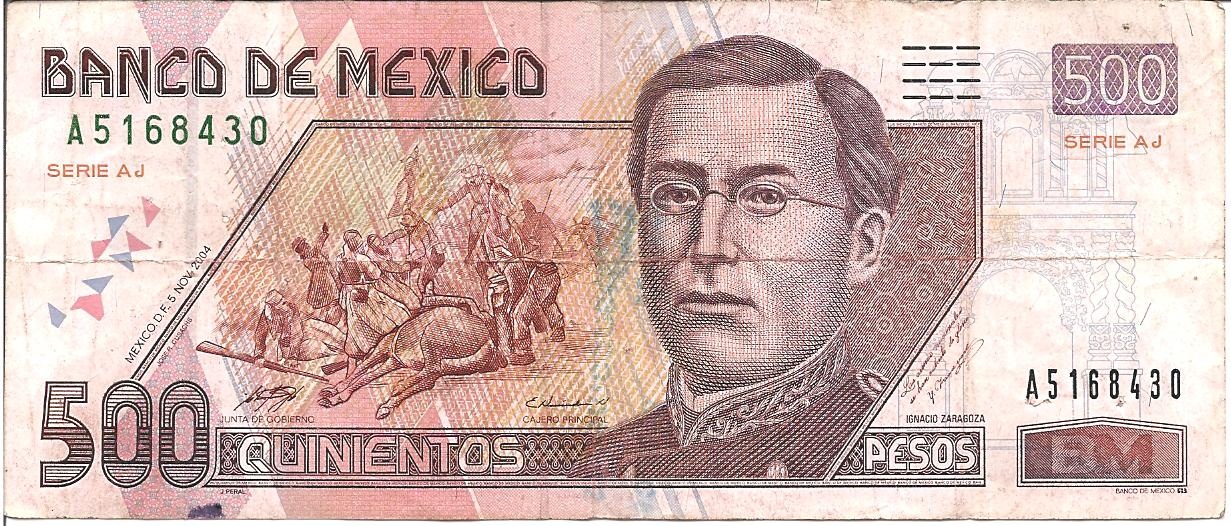 BANCO DE MEXICO
500
A5168430
SERIE AJ
SERIE AJ
MEXICO. D.F. 5 NOV. 2004
JUNTA DE GOBIERNO
CAJERO PRINCIPAL
IGNACIO ZARAGOZA
A5168430
500
QUINIENTOS
PESOS
BM
J. PERAL
BANCO DE MEXICO